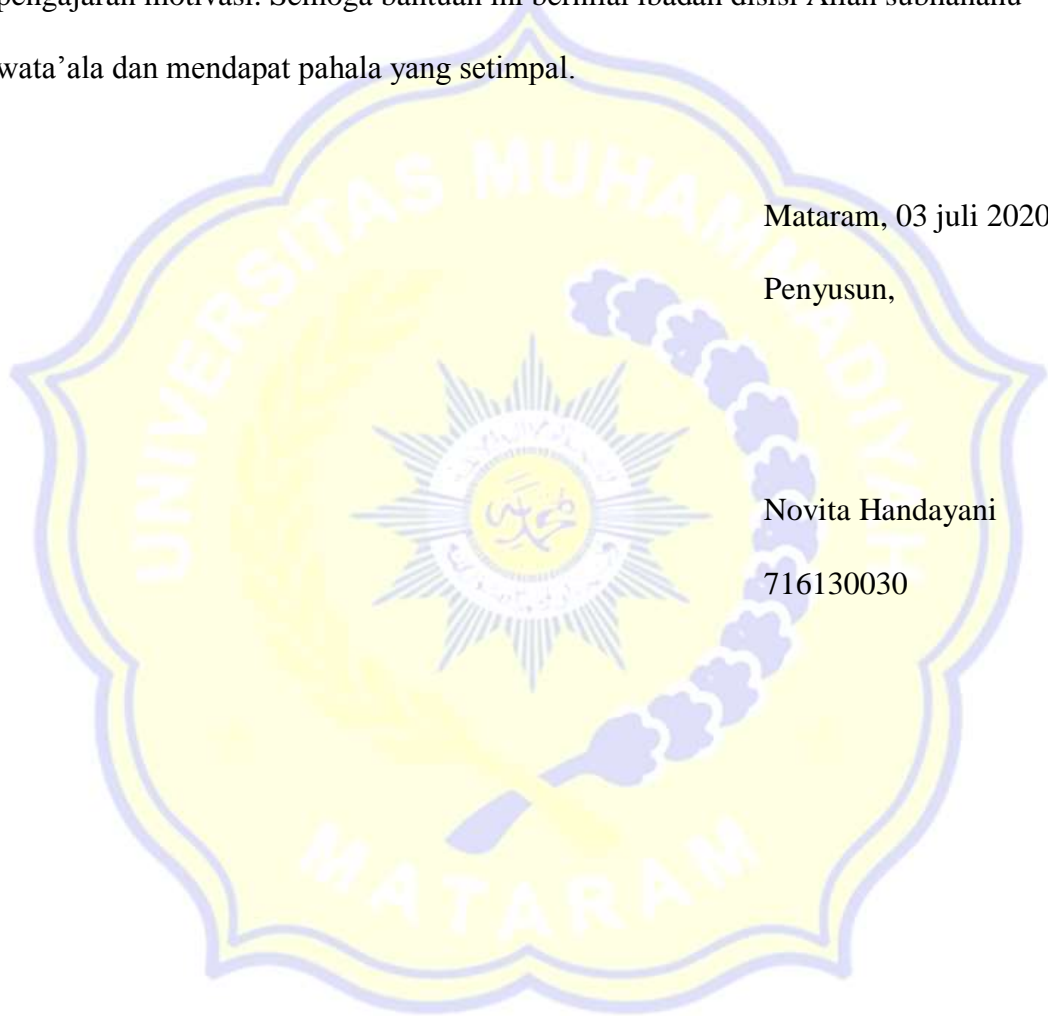 pengajaran motivasi. Semoga bantuan ini bernilai ibadah disisi Allah subhanahu
wata’ala dan mendapat pahala yang setimpal.
Mataram, 03 juli 2020
Penyusun,
Novita Handayani
716130030
UNIVERSITAS MUHAMMADIYAH
MATARAM